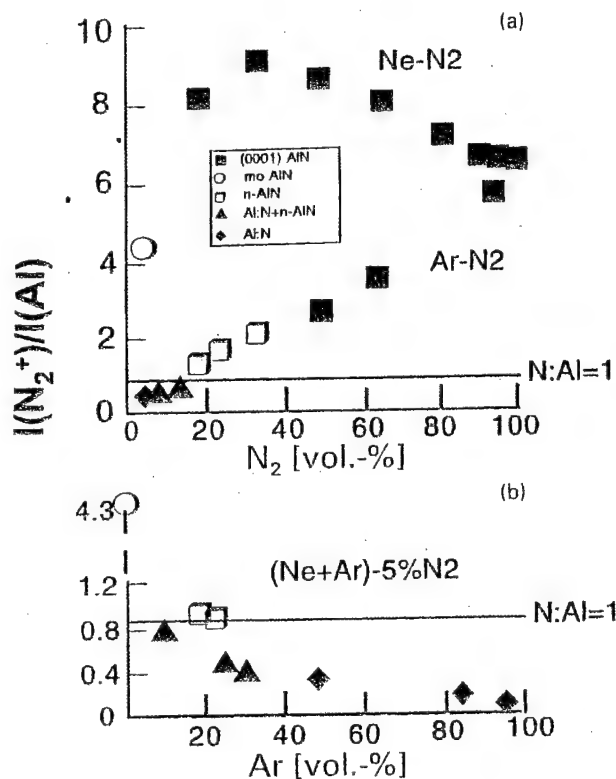 (a)
10
8
6
4
2
0
I(N₂⁺)/I(Al)
Ne-N2
(0001) AlN
mo AlN
n-AlN
Al:N+n-AlN
Al:N
Ar-N2
N:Al=1
20 40 60 80 100
N₂ [vol.-%]
(b)
4.3
1.2
0.8
0.4
0
(Ne+Ar)-5%N2
N:Al=1
20 40 60 80 100
Ar [vol.-%]